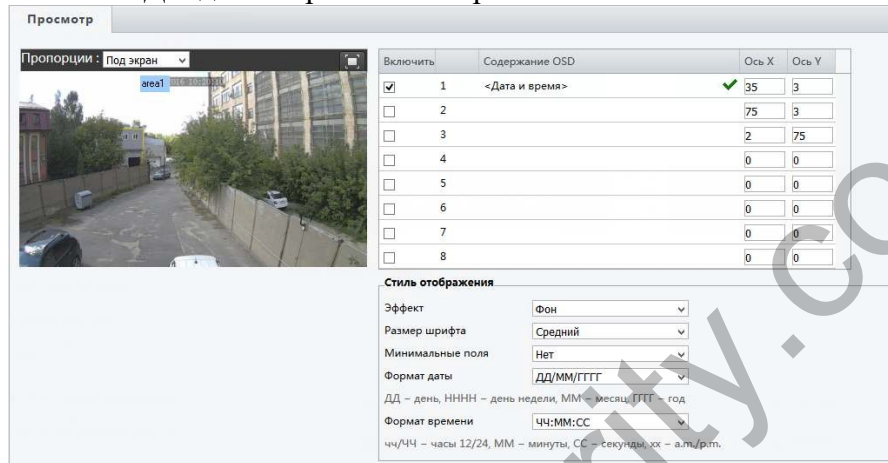 Просмотр
Пропорции : Под экран
area1
Включить Содержание OSD Ось X Ось Y
1 <Дата и время> 35 3
2 75 3
3 2 75
4 0 0
5 0 0
6 0 0
7 0 0
8 0 0
Стиль отображения
Эффект Фон
Размер шрифта Средний
Минимальные поля Нет
Формат даты ДД/ММ/ГГГГ
ДД – день, НННН – день недели, ММ – месяц, ГГГГ – год
Формат времени ЧЧ:ММ:СС
чч/ЧЧ – часы 12/24, ММ – минуты, СС – секунды, хх – a.m./p.m.